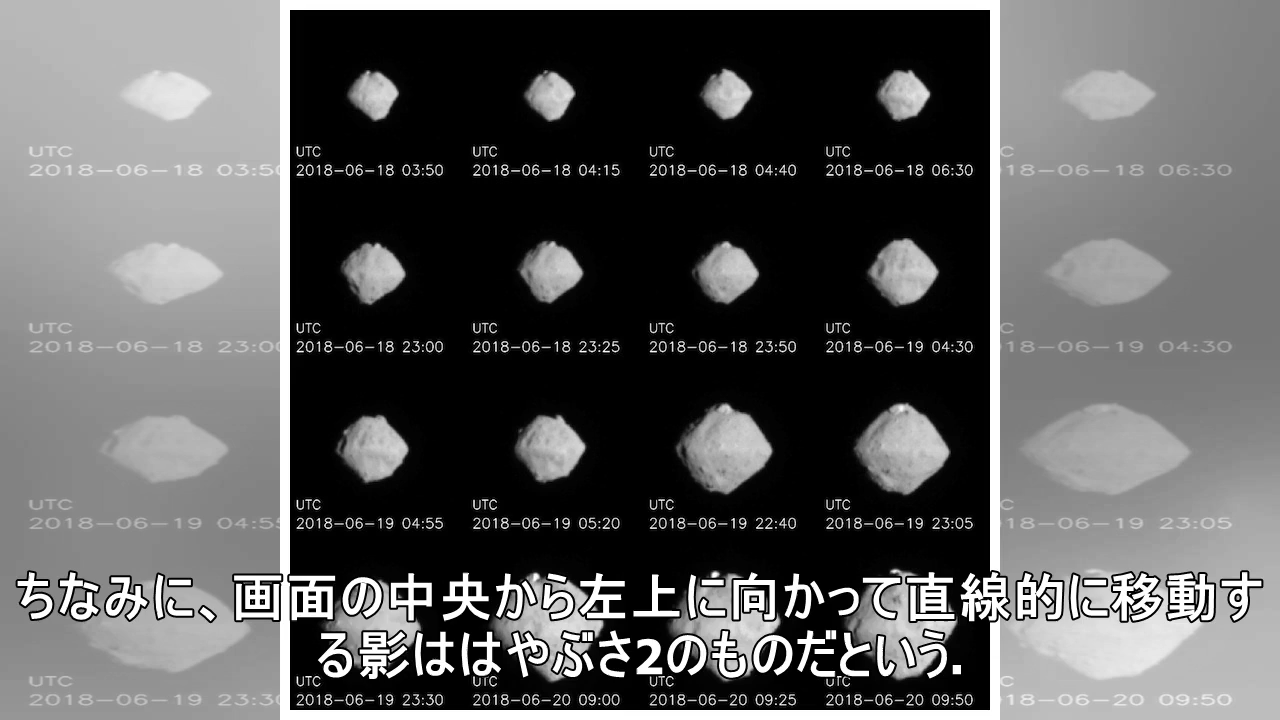 UTC UTC UTC UTC
2018-06-18 03:50 2018-06-18 04:15 2018-06-18 04:40 2018-06-18 06:30
UTC UTC UTC UTC
2018-06-18 23:00 2018-06-18 23:25 2018-06-18 23:50 2018-06-19 04:30
UTC UTC UTC UTC
2018-06-19 04:55 2018-06-19 05:20 2018-06-19 22:40 2018-06-19 23:05
ちなみに、画面の中央から左上に向かって直線的に移動す
る影ははやぶさ2のものだという.
UTC UTC UTC UTC
2018-06-19 23:30 2018-06-20 09:00 2018-06-20 09:25 2018-06-20 09:50